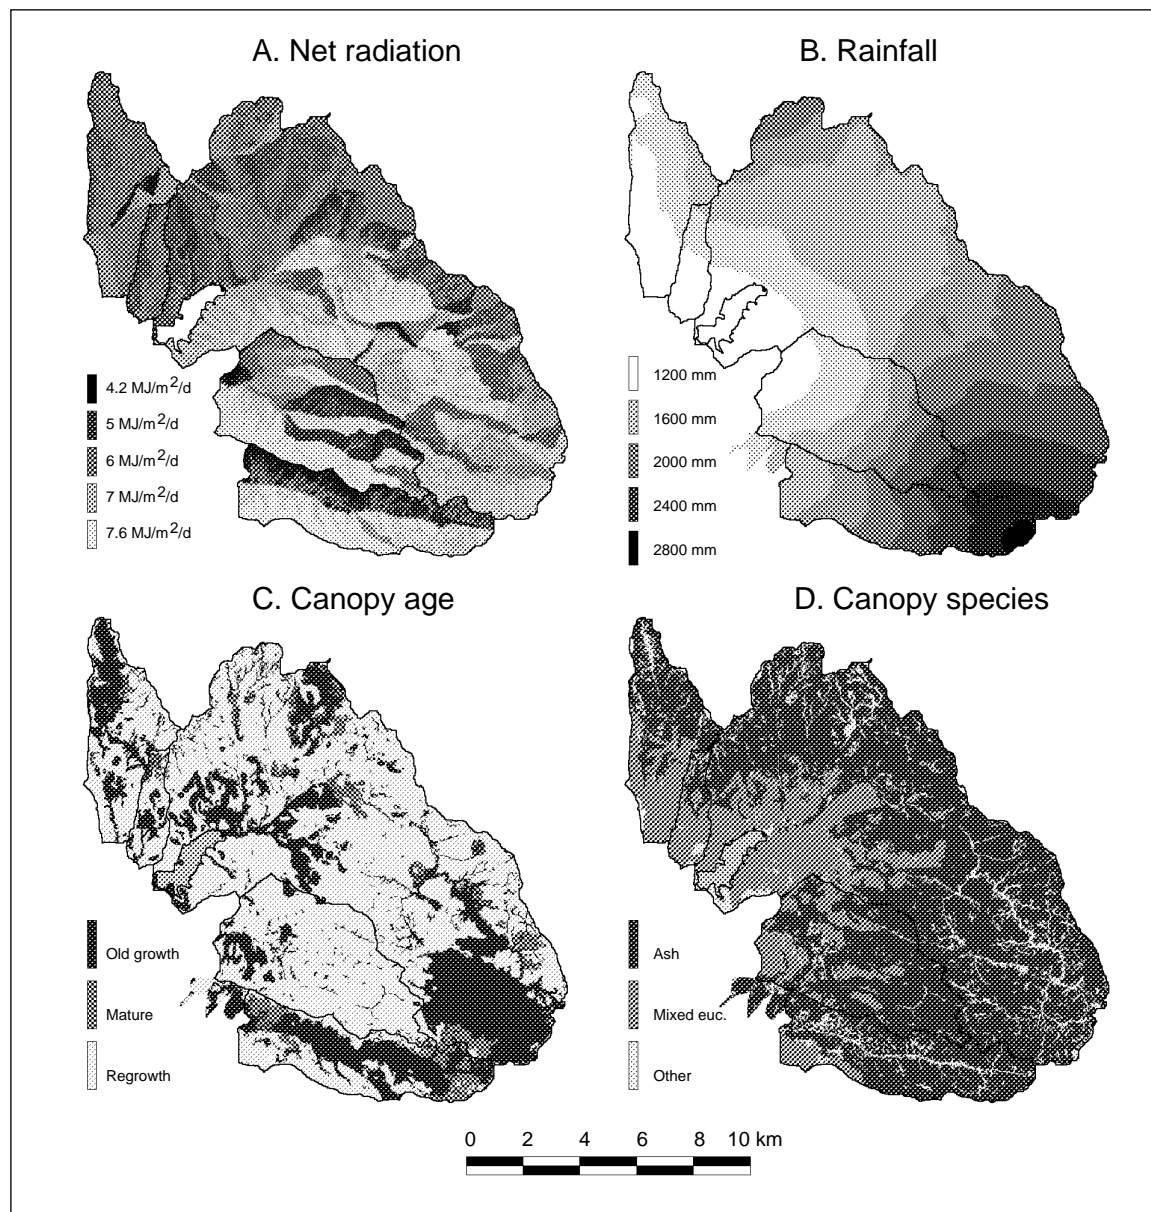 A. Net radiation
B. Rainfall
4.2 MJ/m2/d
5 MJ/m2/d
6 MJ/m2/d
7 MJ/m2/d
7.6 MJ/m2/d
1200 mm
1600 mm
2000 mm
2400 mm
2800 mm
C. Canopy age
D. Canopy species
Old growth
Mature
Regrowth
Ash
Mixed euc.
Other
0 2 4 6 8 10 km